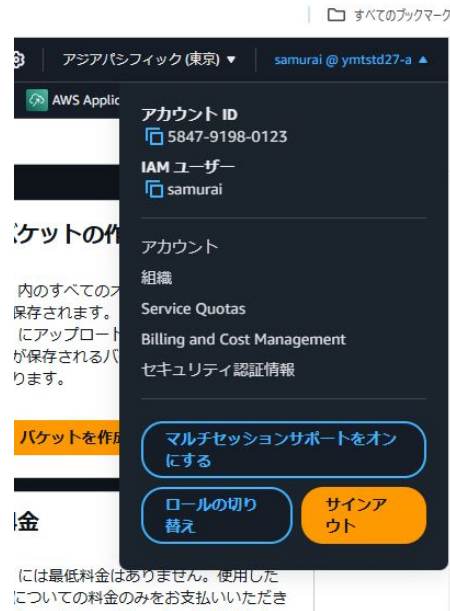 すべてのブックマーク
アジアパシフィック (東京) ▼
samurai @ ymtstd27-a ▲
AWS Applic
アカウント ID
5847-9198-0123
IAM ユーザー
samurai
アカウント
組織
Service Quotas
Billing and Cost Management
セキュリティ認証情報
マルチセッションサポートをオン
にする
ロールの切り
替え
サインア
ウト
ケットの作
内のすべてのス
保存されます。
にアップロート
が保存されるバ
ります。
バケットを作成
金
には最低料金はありません。使用した
についての料金のみをお支払いいただき